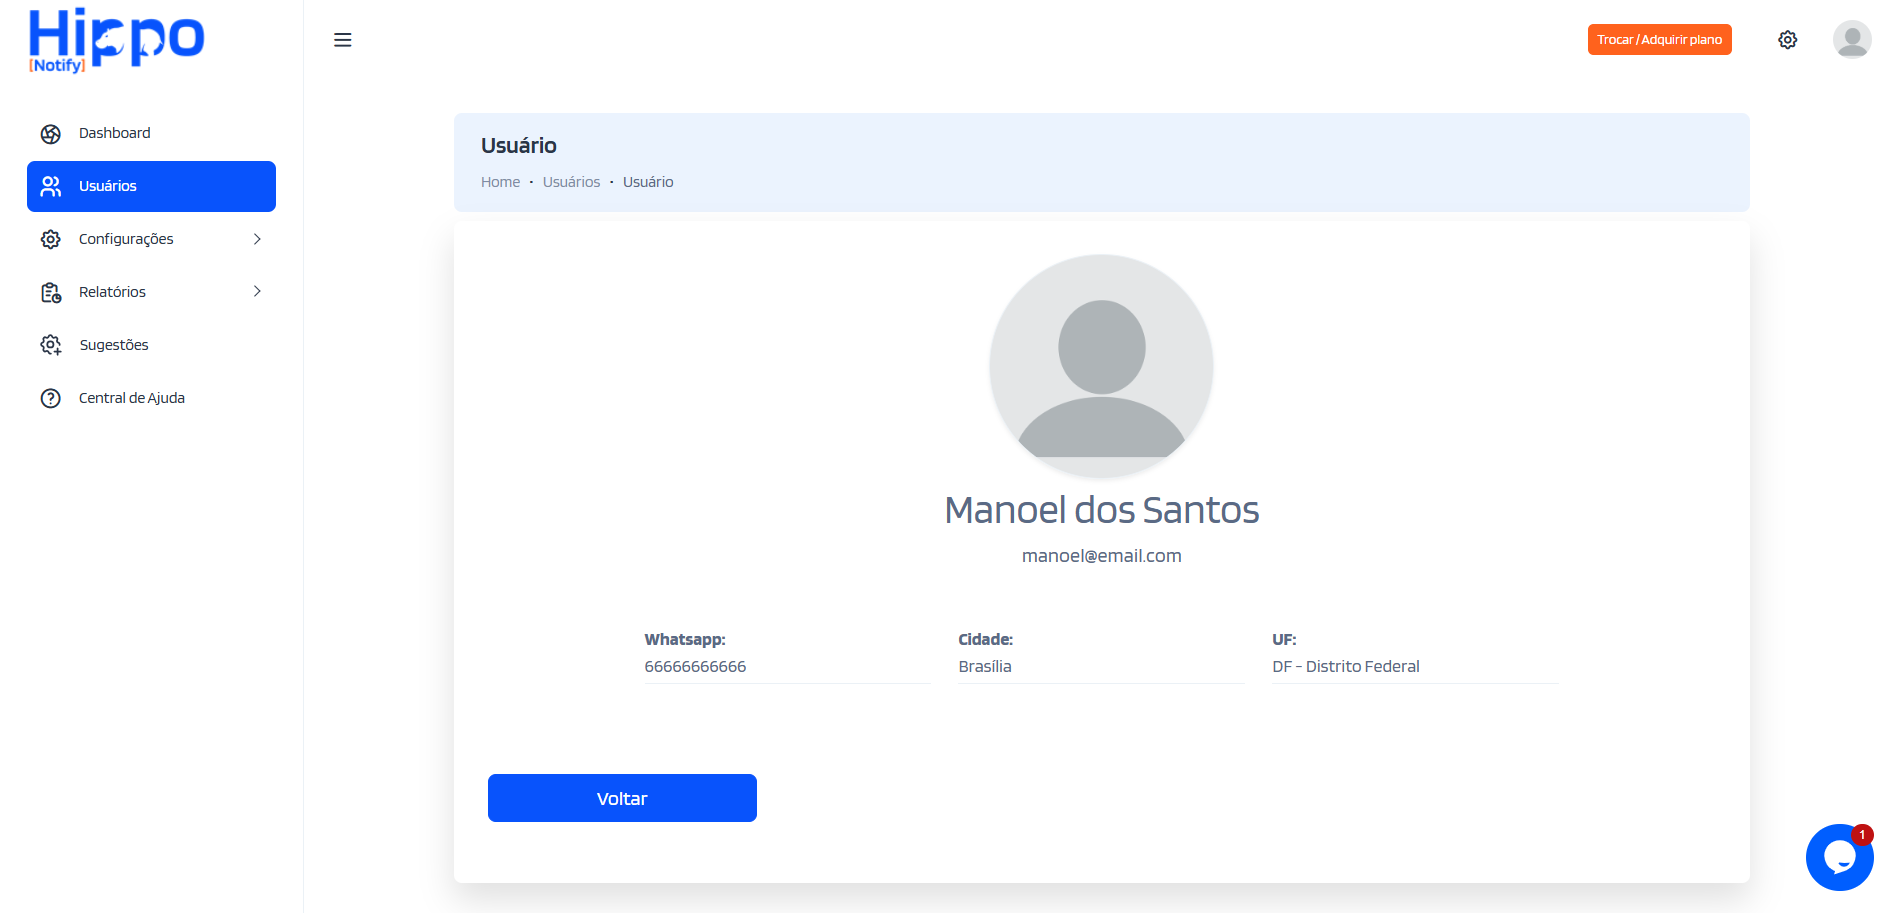 Hippo
[Notify]
Trocar / Adquirir plano
Dashboard
Usuários
Configurações
Relatórios
Sugestões
Central de Ajuda
Usuário
Home • Usuários • Usuário
Manoel dos Santos
manoel@email.com
Whatsapp: Cidade: UF:
66666666666 Brasília DF - Distrito Federal
Voltar
1